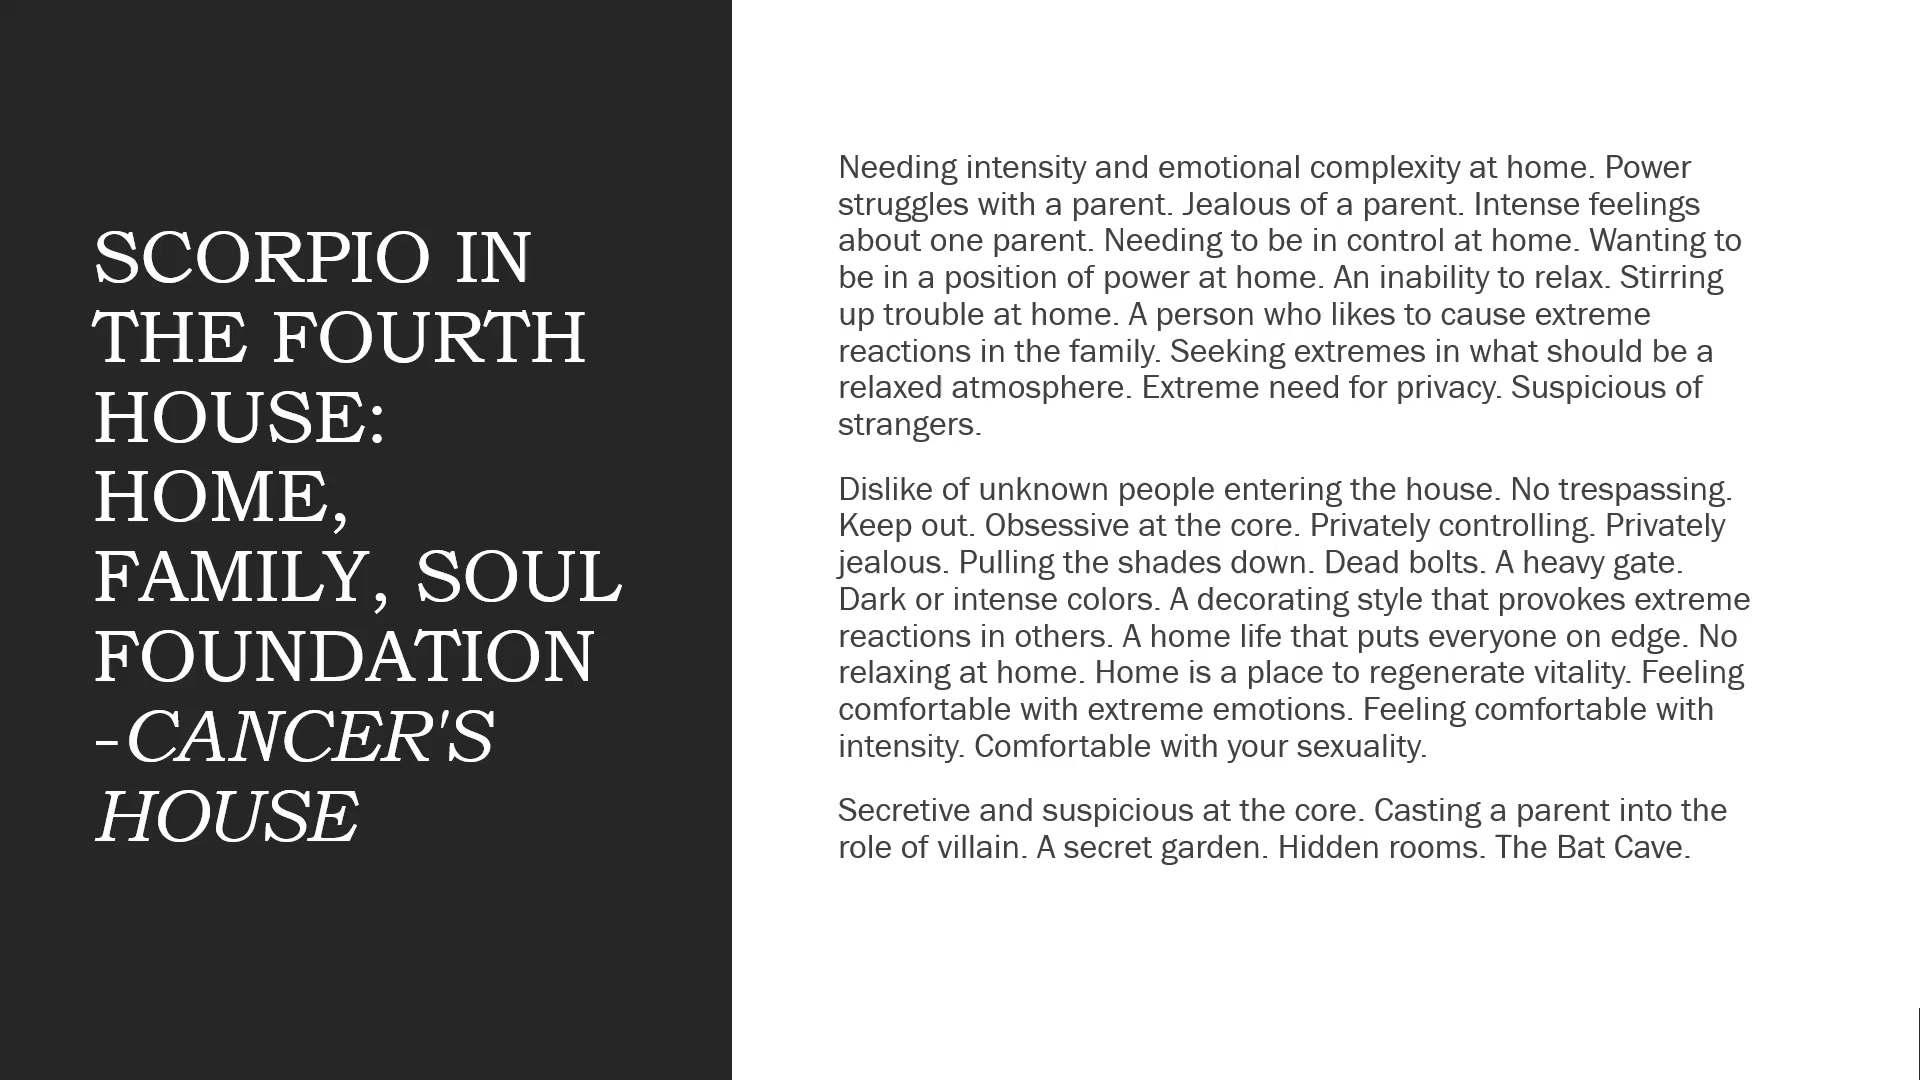 SCORPIO IN
THE FOURTH
HOUSE:
HOME,
FAMILY, SOUL
FOUNDATION
-CANCER'S
HOUSE
Needing intensity and emotional complexity at home. Power
struggles with a parent. Jealous of a parent. Intense feelings
about one parent. Needing to be in control at home. Wanting to
be in a position of power at home. An inability to relax. Stirring
up trouble at home. A person who likes to cause extreme
reactions in the family. Seeking extremes in what should be a
relaxed atmosphere. Extreme need for privacy. Suspicious of
strangers.
Dislike of unknown people entering the house. No trespassing.
Keep out. Obsessive at the core. Privately controlling. Privately
jealous. Pulling the shades down. Dead bolts. A heavy gate.
Dark or intense colors. A decorating style that provokes extreme
reactions in others. A home life that puts everyone on edge. No
relaxing at home. Home is a place to regenerate vitality. Feeling
comfortable with extreme emotions. Feeling comfortable with
intensity. Comfortable with your sexuality.
Secretive and suspicious at the core. Casting a parent into the
role of villain. A secret garden. Hidden rooms. The Bat Cave.